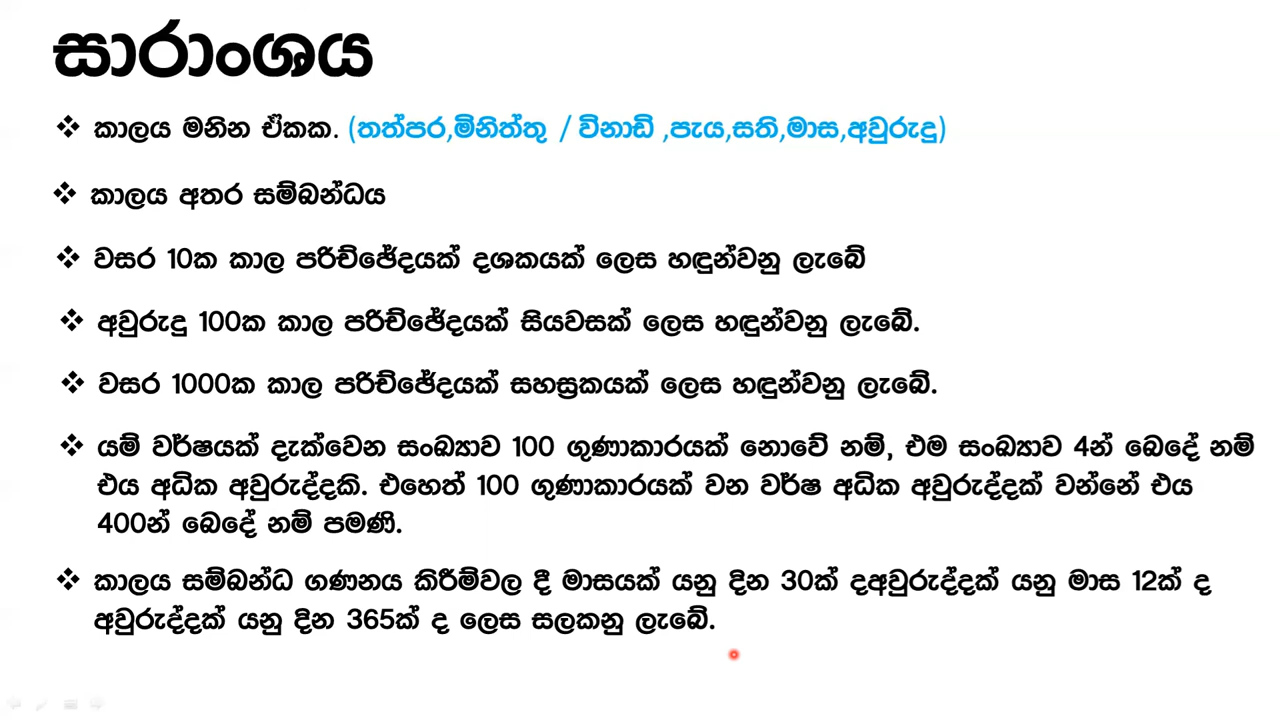 සාරාංශය
❖ කාලය මනින ඒකක. (තත්පර,මිනිත්තු / විනාඩි ,පැය,සති,මාස,අවුරුදු)
❖ කාලය අතර සම්බන්ධය
❖ වසර 10ක කාල පරිච්ඡේදයක් දශකයක් ලෙස හඳුන්වනු ලැබේ
❖ අවුරුදු 100ක කාල පරිච්ඡේදයක් සියවසක් ලෙස හඳුන්වනු ලැබේ.
❖ වසර 1000ක කාල පරිච්ඡේදයක් සහස්‍රකයක් ලෙස හඳුන්වනු ලැබේ.
❖ යම් වර්ෂයක් දැක්වෙන සංඛ්‍යාව 100 ගුණාකාරයක් නොවේ නම්, එම සංඛ්‍යාව 4න් බෙදේ නම්
එය අධික අවුරුද්දකි. එහෙත් 100 ගුණාකාරයක් වන වර්ෂ අධික අවුරුද්දක් වන්නේ එය
400න් බෙදේ නම් පමණි.
❖ කාලය සම්බන්ධ ගණනය කිරීම්වල දී මාසයක් යනු දින 30ක් දඅවුරුද්දක් යනු මාස 12ක් ද
අවුරුද්දක් යනු දින 365ක් ද ලෙස සලකනු ලැබේ.